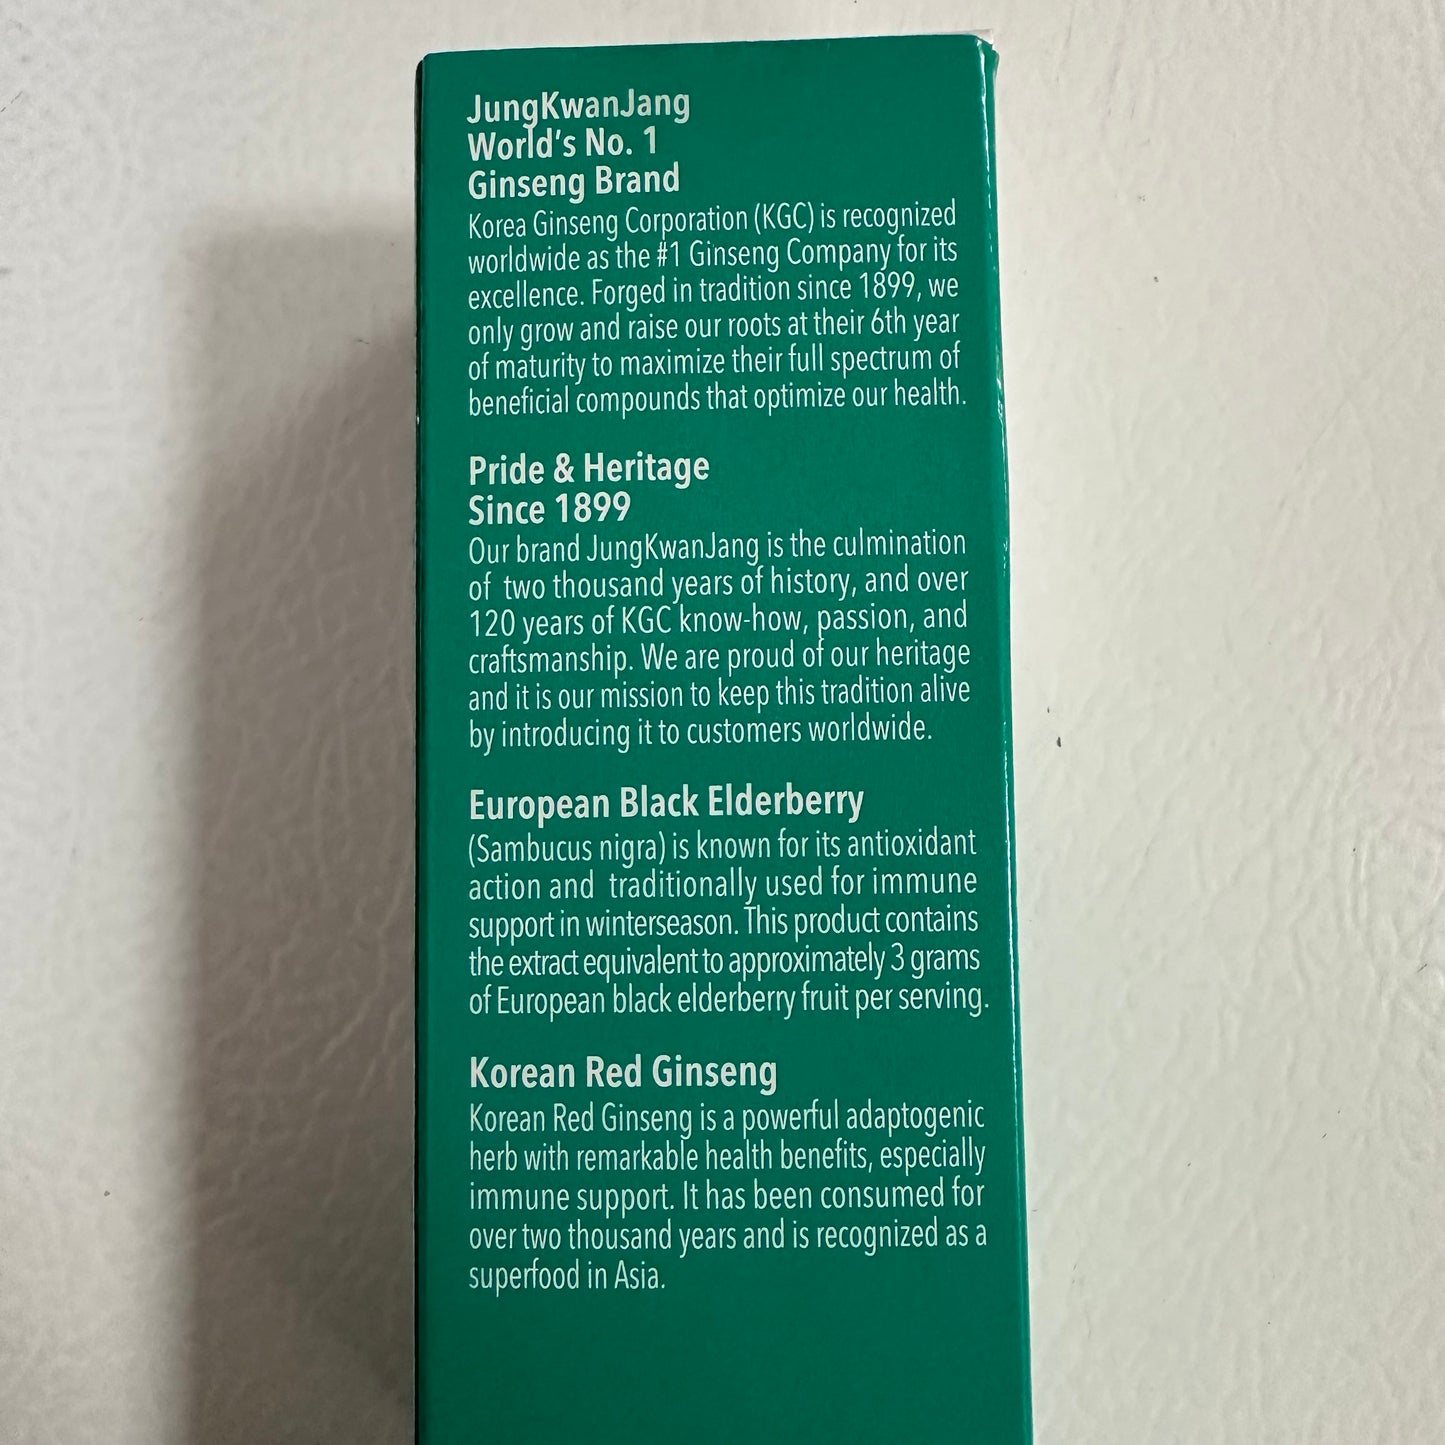 JungKwanJang
World's No. 1
Ginseng Brand
Korea Ginseng Corporation (KGC) is recognized
worldwide as the #1 Ginseng Company for its
excellence. Forged in tradition since 1899, we
only grow and raise our roots at their 6th year
of maturity to maximize their full spectrum of
beneficial compounds that optimize our health.
Pride & Heritage
Since 1899
Our brand JungKwanJang is the culmination
of two thousand years of history, and over
120 years of KGC know-how, passion, and
craftsmanship. We are proud of our heritage
and it is our mission to keep this tradition alive
by introducing it to customers worldwide.
European Black Elderberry
(Sambucus nigra) is known for its antioxidant
action and traditionally used for immune
support in winterseason. This product contains
the extract equivalent to approximately 3 grams
of European black elderberry fruit per serving.
Korean Red Ginseng
Korean Red Ginseng is a powerful adaptogenic
herb with remarkable health benefits, especially
immune support. It has been consumed for
over two thousand years and is recognized as a
superfood in Asia.